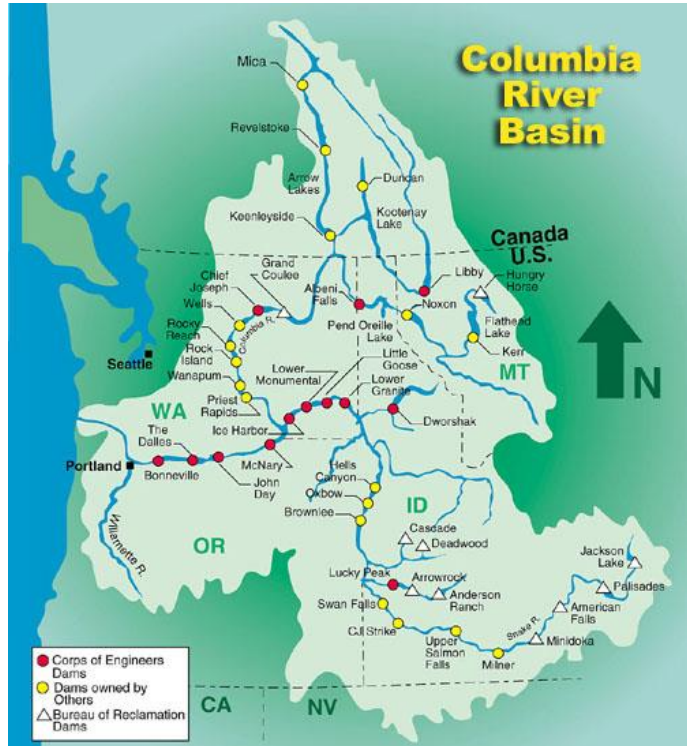 Columbia
River
Basin
Mica
Revelstoke
Arrow
Lakes
Duncan
Kootenay
Lake
Keenleyside
Canada
U.S.
Grand
Coulee
Chief
Joseph
Albeni
Falls
Libby
Hungry
Horse
Wells
Noxon
Columbia R.
Pend Oreille
Lake
Flathead
Lake
Rocky
Reach
Seattle
Rock
Island
Kerr
Little
Goose
Wanapum
Lower
Monumental
Lower
Granite
MT
N
WA
Priest
Rapids
Ice Harbor
Dworshak
The
Dalles
Portland
Bonneville
McNary
John
Day
Hells
Canyon
Oxbow
Brownlee
ID
Willamette R.
OR
Cascade
Deadwood
Jackson
Lake
Lucky Peak
Arrowrock
Anderson
Ranch
Palisades
American
Falls
Swan Falls
CJ Strike
Upper
Salmon
Falls
Snake R.
Minidoka
Milner
Corps of Engineers
Dams
Dams owned by
Others
Bureau of Reclamation
Dams
CA
NV